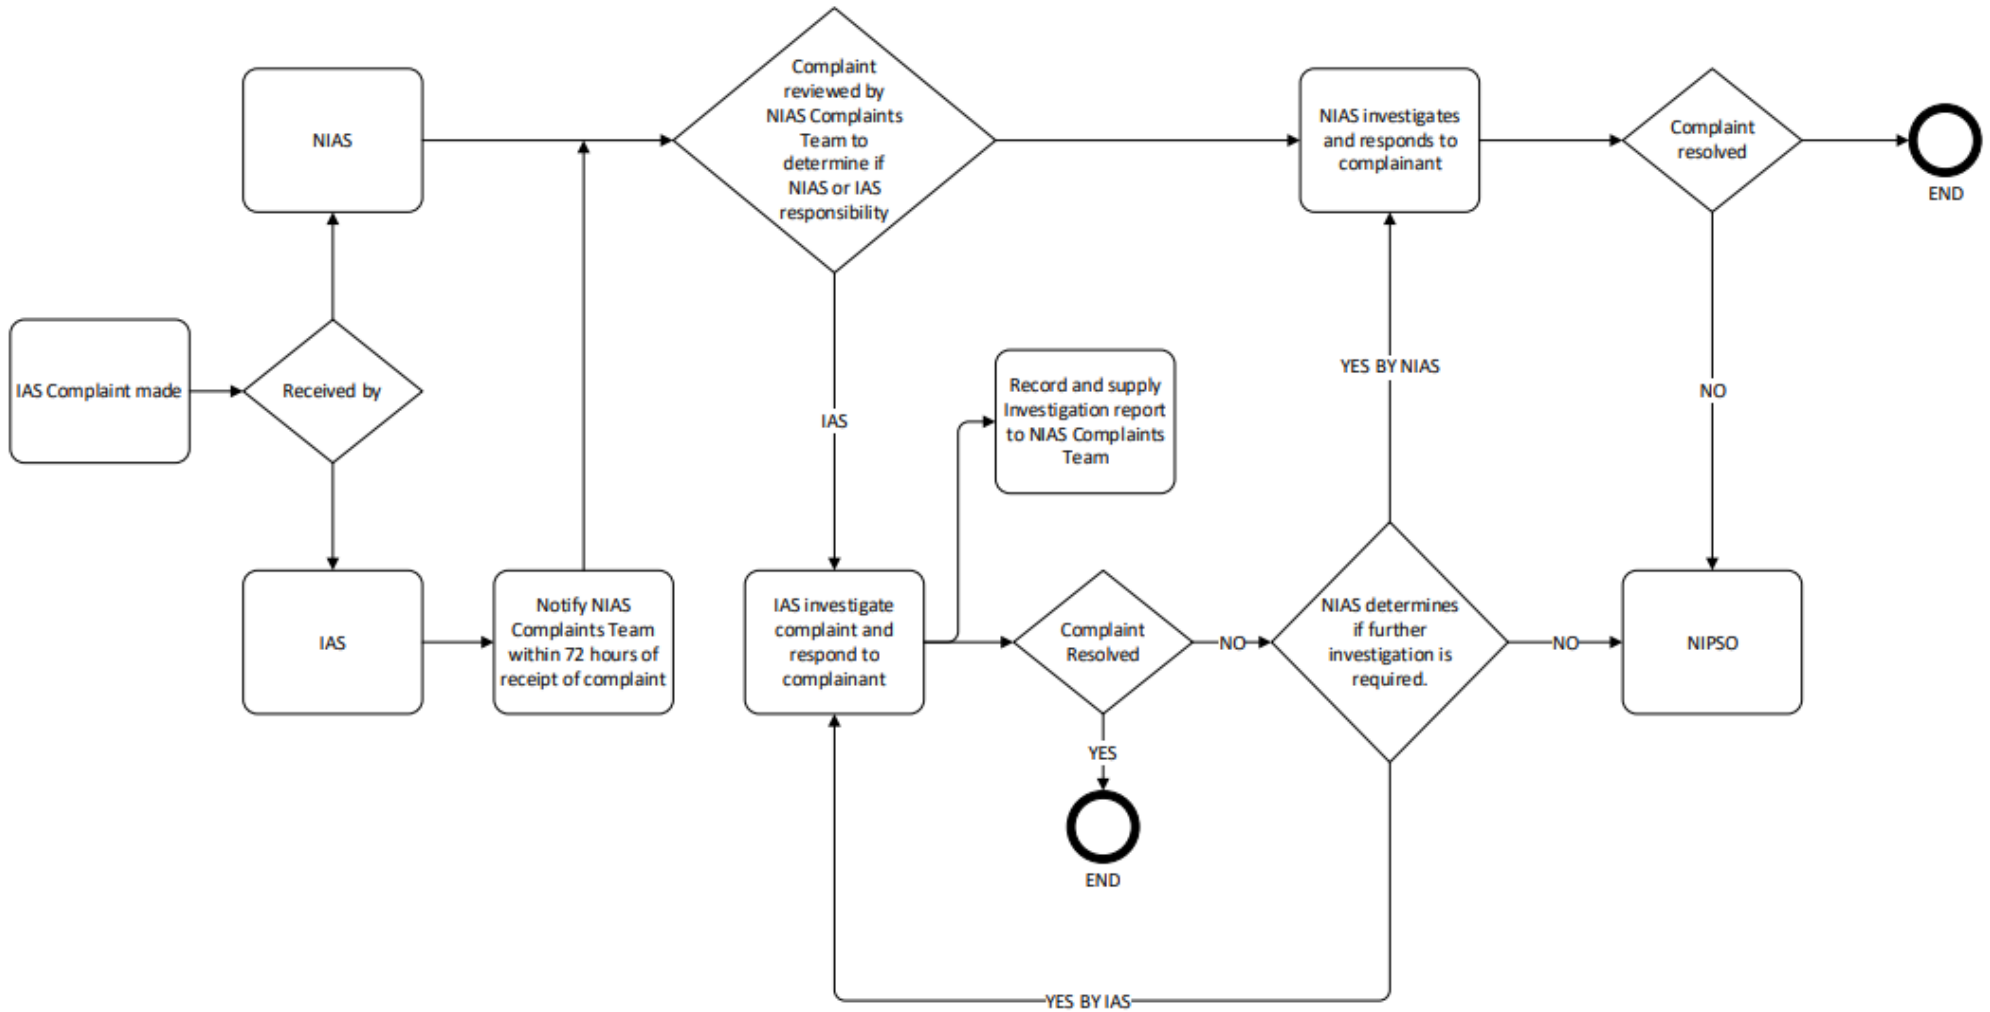 Complaint
reviewed by
NIAS Complaints
Team to
determine if
NIAS or IAS
responsibility
NIAS
NIAS investigates
and responds to
complainant
Complaint
resolved
END
IAS Complaint made
Received by
YES BY NIAS
NO
Record and supply
Investigation report
to NIAS Complaints
Team
IAS
IAS
Notify NIAS
Complaints Team
within 72 hours of
receipt of complaint
IAS investigate
complaint and
respond to
complainant
Complaint
Resolved
NO
NIAS determines
if further
investigation is
required.
NO
NIPSO
YES
END
YES BY IAS